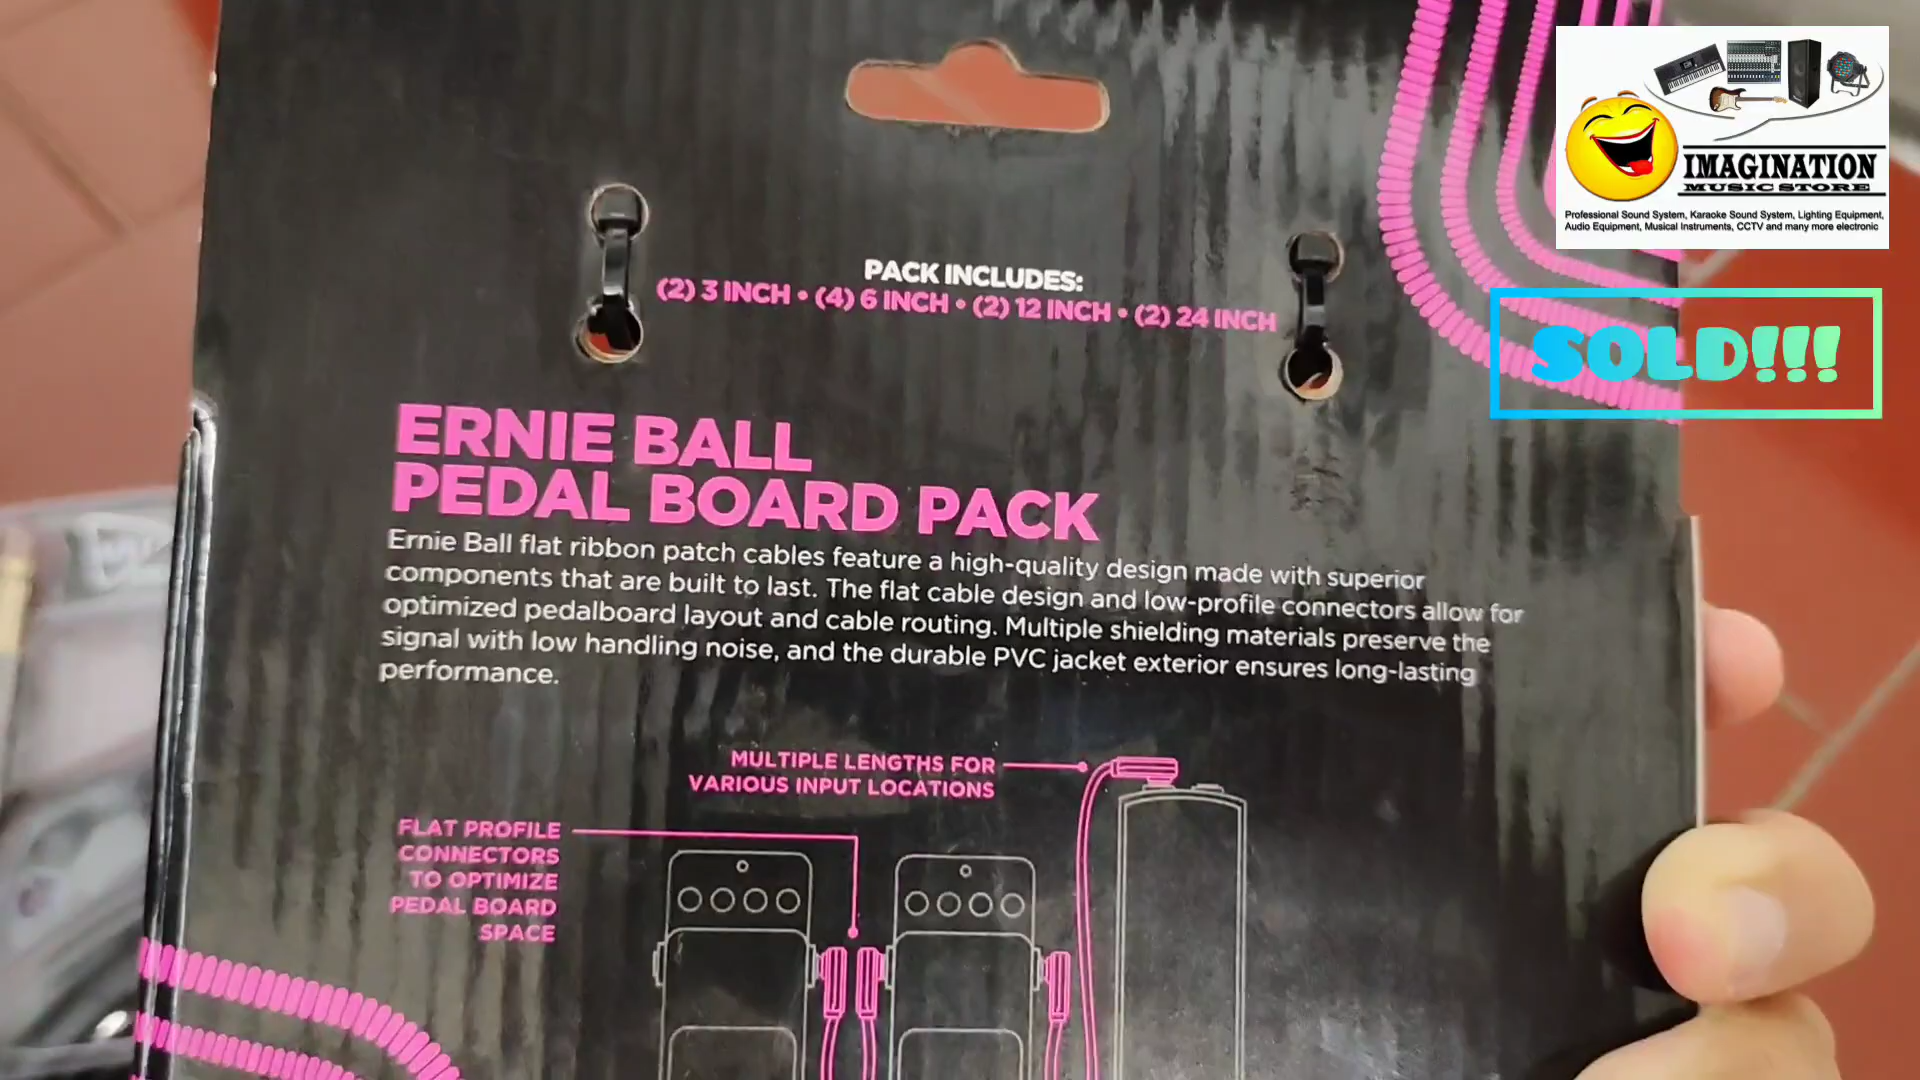 IMAGINATION
MUSIC STORE
Professional Sound System, Karaoke Sound System, Lighting Equipment,
Audio Equipment, Musical Instruments, CCTV and many more electronic
SOLD!!!
PACK INCLUDES:
(2) 3 INCH • (4) 6 INCH • (2) 12 INCH • (2) 24 INCH
ERNIE BALL
PEDAL BOARD PACK
Ernie Ball flat ribbon patch cables feature a high-quality design made with superior
components that are built to last. The flat cable design and low-profile connectors allow for
optimized pedalboard layout and cable routing. Multiple shielding materials preserve the
signal with low handling noise, and the durable PVC jacket exterior ensures long-lasting
performance.
MULTIPLE LENGTHS FOR
VARIOUS INPUT LOCATIONS
FLAT PROFILE
CONNECTORS
TO OPTIMIZE
PEDAL BOARD
SPACE